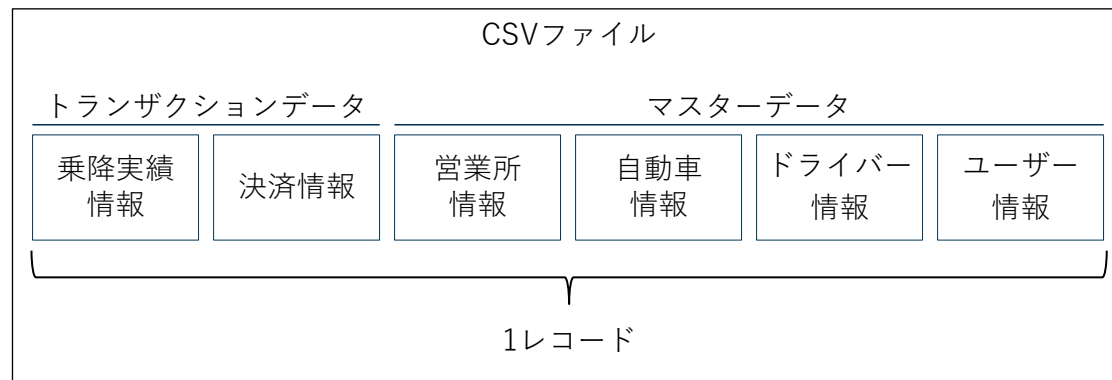 CSVファイル
トランザクションデータ
マスターデータ
乗降実績
情報
決済情報
営業所
情報
自動車
情報
ドライバー
情報
ユーザー
情報
1レコード